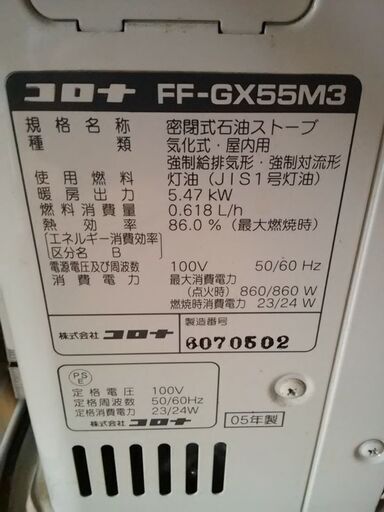 コロナ FF-GX55M3
規格名称 密閉式石油ストーブ
種類 気化式・屋内用
強制給排気形・強制対流形
使用燃料 灯油（JIS1号灯油）
暖房出力 5.47 kW
燃料消費量 0.618 L/h
熱効率 86.0％（最大燃焼時）
[エネルギー消費効率]
区分名 B
電源電圧及び周波数 100V 50/60 Hz
消費電力 最大消費電力
(点火時) 860/860 W
燃焼時消費電力 23/24 W
株式会社 コロナ
製造番号
6070502
PS
E
定格電圧 100V
定格周波数 50/60Hz
定格消費電力 23/24W
株式会社 コロナ
05年製